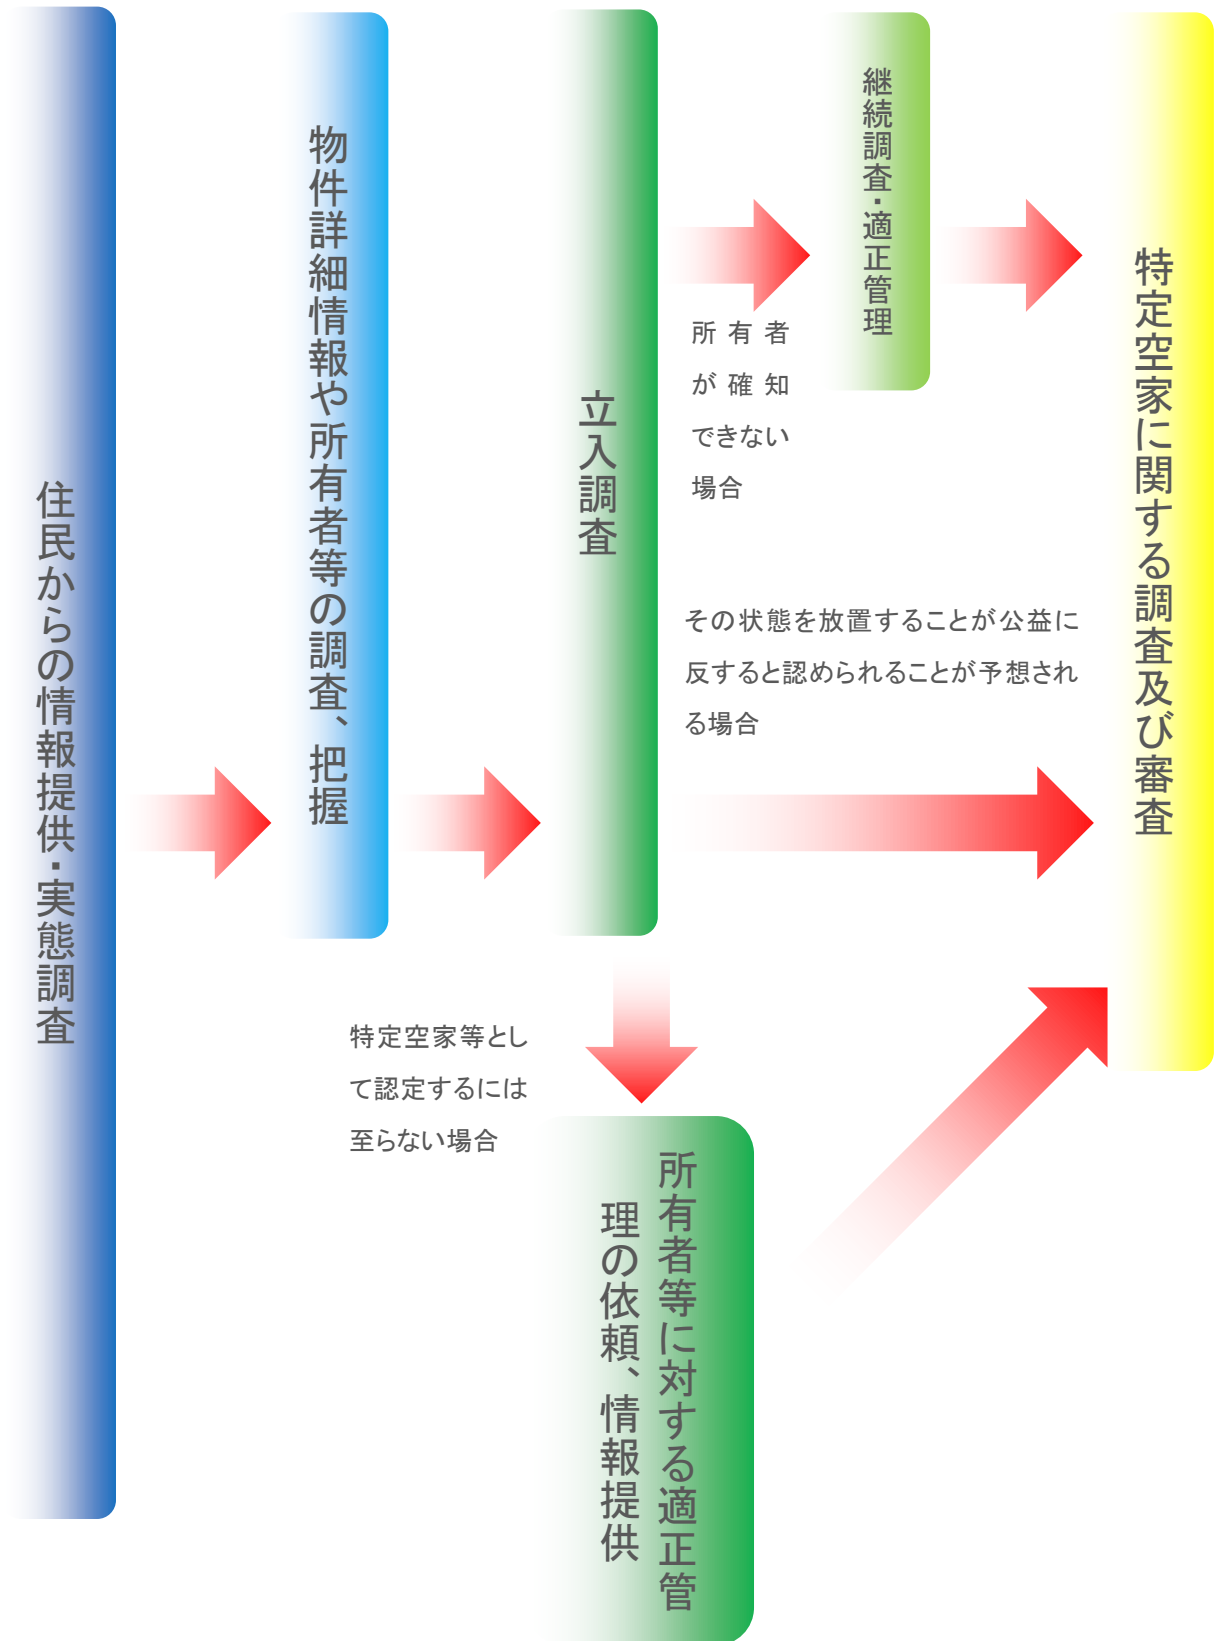 住民からの情報提供・実態調査
物件詳細情報や所有者等の調査、把握
立入調査
継続調査・適正管理
所有者
が確知
できない
場合
その状態を放置することが公益に
反すると認められることが予想され
る場合
特定空家等とし
て認定するには
至らない場合
所有者等に対する適正管
理の依頼、情報提供
特定空家に関する調査及び審査